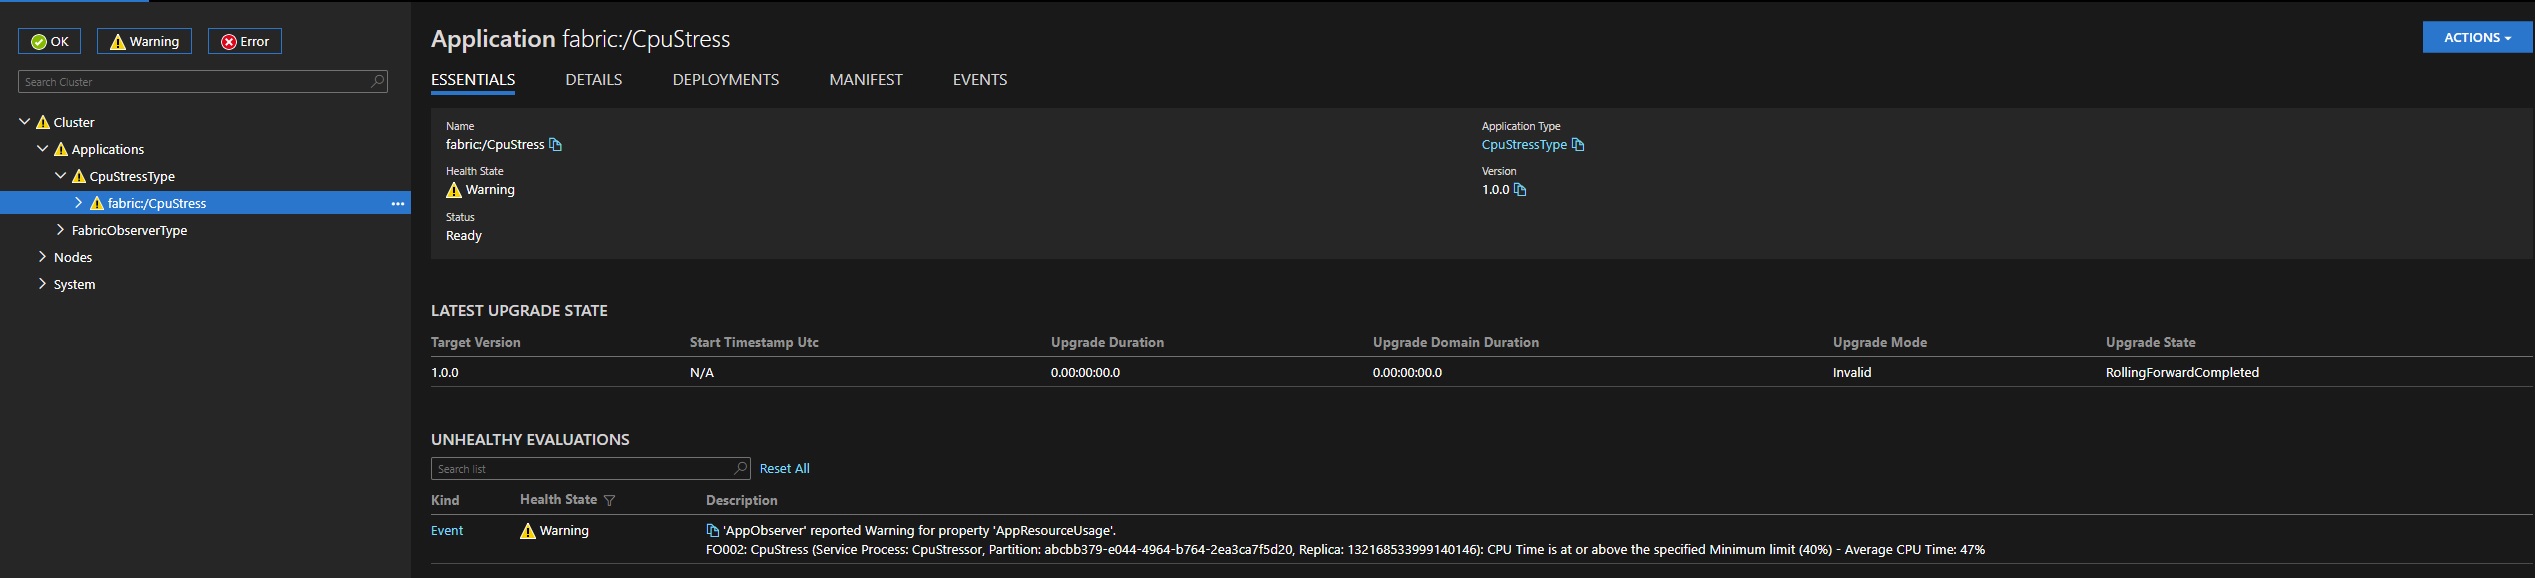 OK Warning Error
Search Cluster
Cluster
Applications
CpuStressType
fabric:/CpuStress ...
FabricObserverType
Nodes
System
Application fabric:/CpuStress
ACTIONS
ESSENTIALS DETAILS DEPLOYMENTS MANIFEST EVENTS
Name
fabric:/CpuStress
Health State
Warning
Status
Ready
Application Type
CpuStressType
Version
1.0.0
LATEST UPGRADE STATE
Target Version Start Timestamp Utc Upgrade Duration Upgrade Domain Duration Upgrade Mode Upgrade State
1.0.0 N/A 0.00:00:00.0 0.00:00:00.0 Invalid RollingForwardCompleted
UNHEALTHY EVALUATIONS
Search list Reset All
Kind Health State Description
Event Warning 'AppObserver' reported Warning for property 'AppResourceUsage'.
FO002: CpuStress (Service Process: CpuStressor, Partition: abcbb379-e044-4964-b764-2ea3ca7f5d20, Replica: 132168533999140146): CPU Time is at or above the specified Minimum limit (40%) - Average CPU Time: 47%